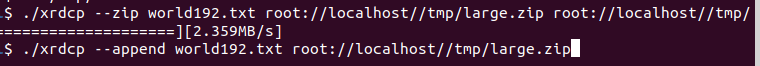 $ ./xrdcp --zip world192.txt root://localhost//tmp/large.zip root://localhost//tmp/
====================][2.359MB/s]
$ ./xrdcp --append world192.txt root://localhost//tmp/large.zip